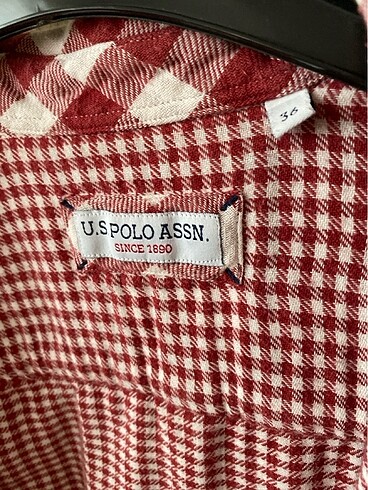 36
U.S POLO ASSN.
SINCE 1890